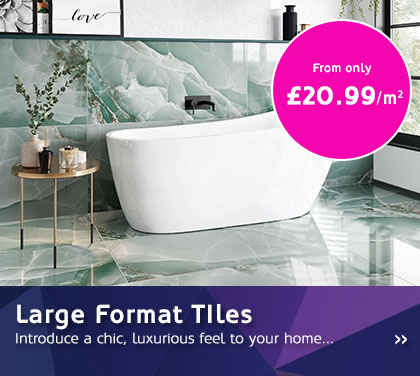 love
From only
£20.99/m²
Large Format TIles
Introduce a chic, luxurious feel to your home...
»